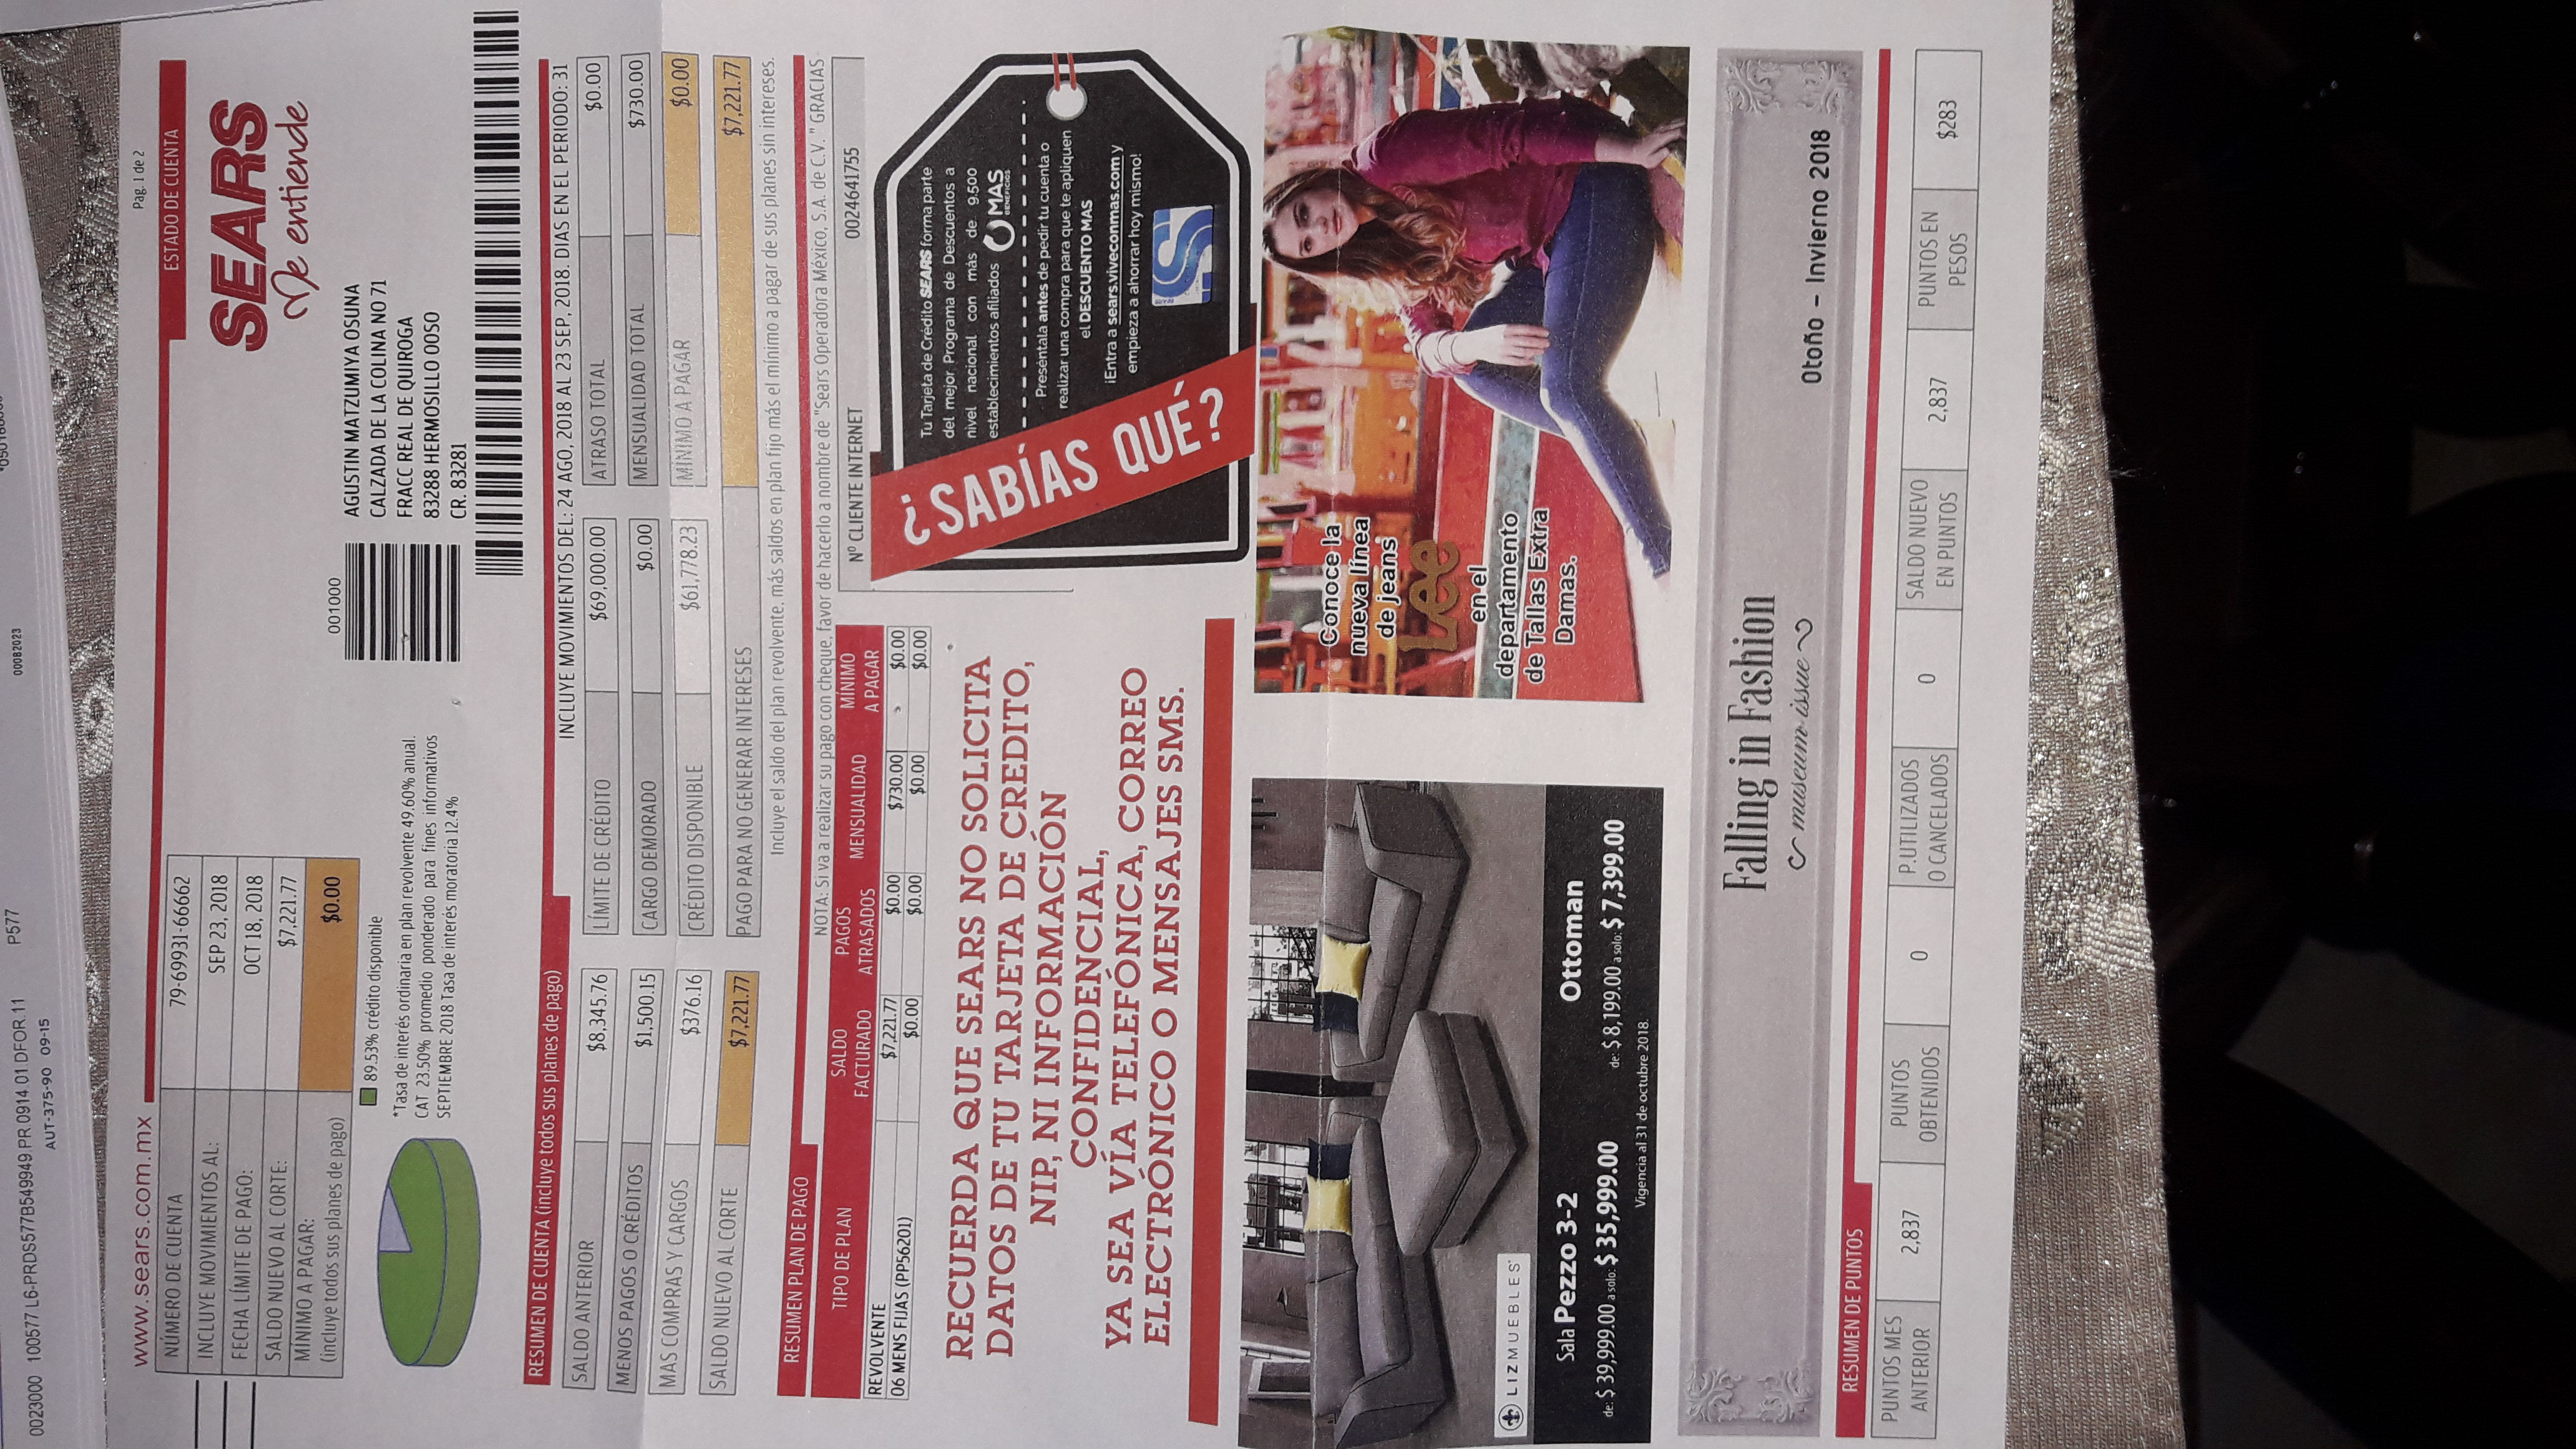 0023000 100577 L6-PRDS577B549949.PR.0914.01 DFOR.11
P577
00082023
AUT-375-90 09-15
www.sears.com.mx
Pag. 1 de 2
ESTADO DE CUENTA
NÚMERO DE CUENTA 79-69931-66662
INCLUYE MOVIMIENTOS AL: SEP 23, 2018
FECHA LÍMITE DE PAGO: OCT 18, 2018
SALDO NUEVO AL CORTE: $7,221.77
MÍNIMO A PAGAR:
(incluye todos sus planes de pago) $0.00
SEARS
Me entiende
89.53% crédito disponible
*Tasa de interés ordinaria en plan revolvente 49.60% anual.
CAT 23.50% promedio ponderado para fines informativos
SEPTIEMBRE 2018 Tasa de interés moratoria 12.4%
001000
AGUSTIN MATZUMIYA OSUNA
CALZADA DE LA COLINA NO 71
FRACC REAL DE QUIROGA
83288 HERMOSILLO OOSO
CR. 83281
RESUMEN DE CUENTA (incluye todos sus planes de pago)
INCLUYE MOVIMIENTOS DEL: 24 AGO, 2018 AL 23 SEP, 2018. DIAS EN EL PERIODO: 31
SALDO ANTERIOR $8,345.76 LÍMITE DE CRÉDITO $69,000.00 ATRASO TOTAL $0.00
MENOS PAGOS O CRÉDITOS $1,500.15 CARGO DEMORADO $0.00 MENSUALIDAD TOTAL $730.00
MAS COMPRAS Y CARGOS $376.16 CRÉDITO DISPONIBLE $61,778.23 MÍNIMO A PAGAR $0.00
SALDO NUEVO AL CORTE $7,221.77 PAGO PARA NO GENERAR INTERESES $7,221.77
Incluye el saldo del plan revolvente, más saldos en plan fijo más el mínimo a pagar de sus planes sin intereses.
RESUMEN PLAN DE PAGO
NOTA: Si va a realizar su pago con cheque, favor de hacerlo a nombre de "Sears Operadora México, S.A. de C.V. " GRACIAS
TIPO DE PLAN SALDO FACTURADO PAGOS ATRASADOS MENSUALIDAD MÍNIMO A PAGAR
REVOLVENTE $7,221.77 $0.00 $730.00 $0.00
06 MENS FIJAS (PP56201) $0.00 $0.00 $0.00 $0.00
Nº CLIENTE INTERNET 0024641755
RECUERDA QUE SEARS NO SOLICITA
DATOS DE TU TARJETA DE CREDITO,
NIP, NI INFORMACIÓN
CONFIDENCIAL,
YA SEA VÍA TELEFÓNICA, CORREO
ELECTRÓNICO O MENSAJES SMS.
¿SABÍAS QUÉ?
Tu Tarjeta de Crédito SEARS forma parte
del mejor Programa de Descuentos a
nivel nacional con más de 9,500
establecimientos afiliados MAS
BENEFICIOS
Preséntala antes de pedir tu cuenta o
realizar una compra para que te apliquen
el DESCUENTO MAS
¡Entra a sears.viveconmas.com y
empieza a ahorrar hoy mismo!
LIZMUEBLES
Sala Pezzo 3-2
de: $ 39,999.00 a solo: $ 35,999.00
Ottoman
de: $ 8,199.00 a solo: $ 7,399.00
Vigencia al 31 de octubre 2018.
Conoce la
nueva línea
de jeans
Lee
en el
departamento
de Tallas Extra
Damas.
Falling in Fashion
museum issue
Otoño - Invierno 2018
RESUMEN DE PUNTOS
PUNTOS MES ANTERIOR 2,837 PUNTOS OBTENIDOS 0 P.UTILIZADOS O CANCELADOS 0 SALDO NUEVO EN PUNTOS 2,837 PUNTOS EN PESOS $283